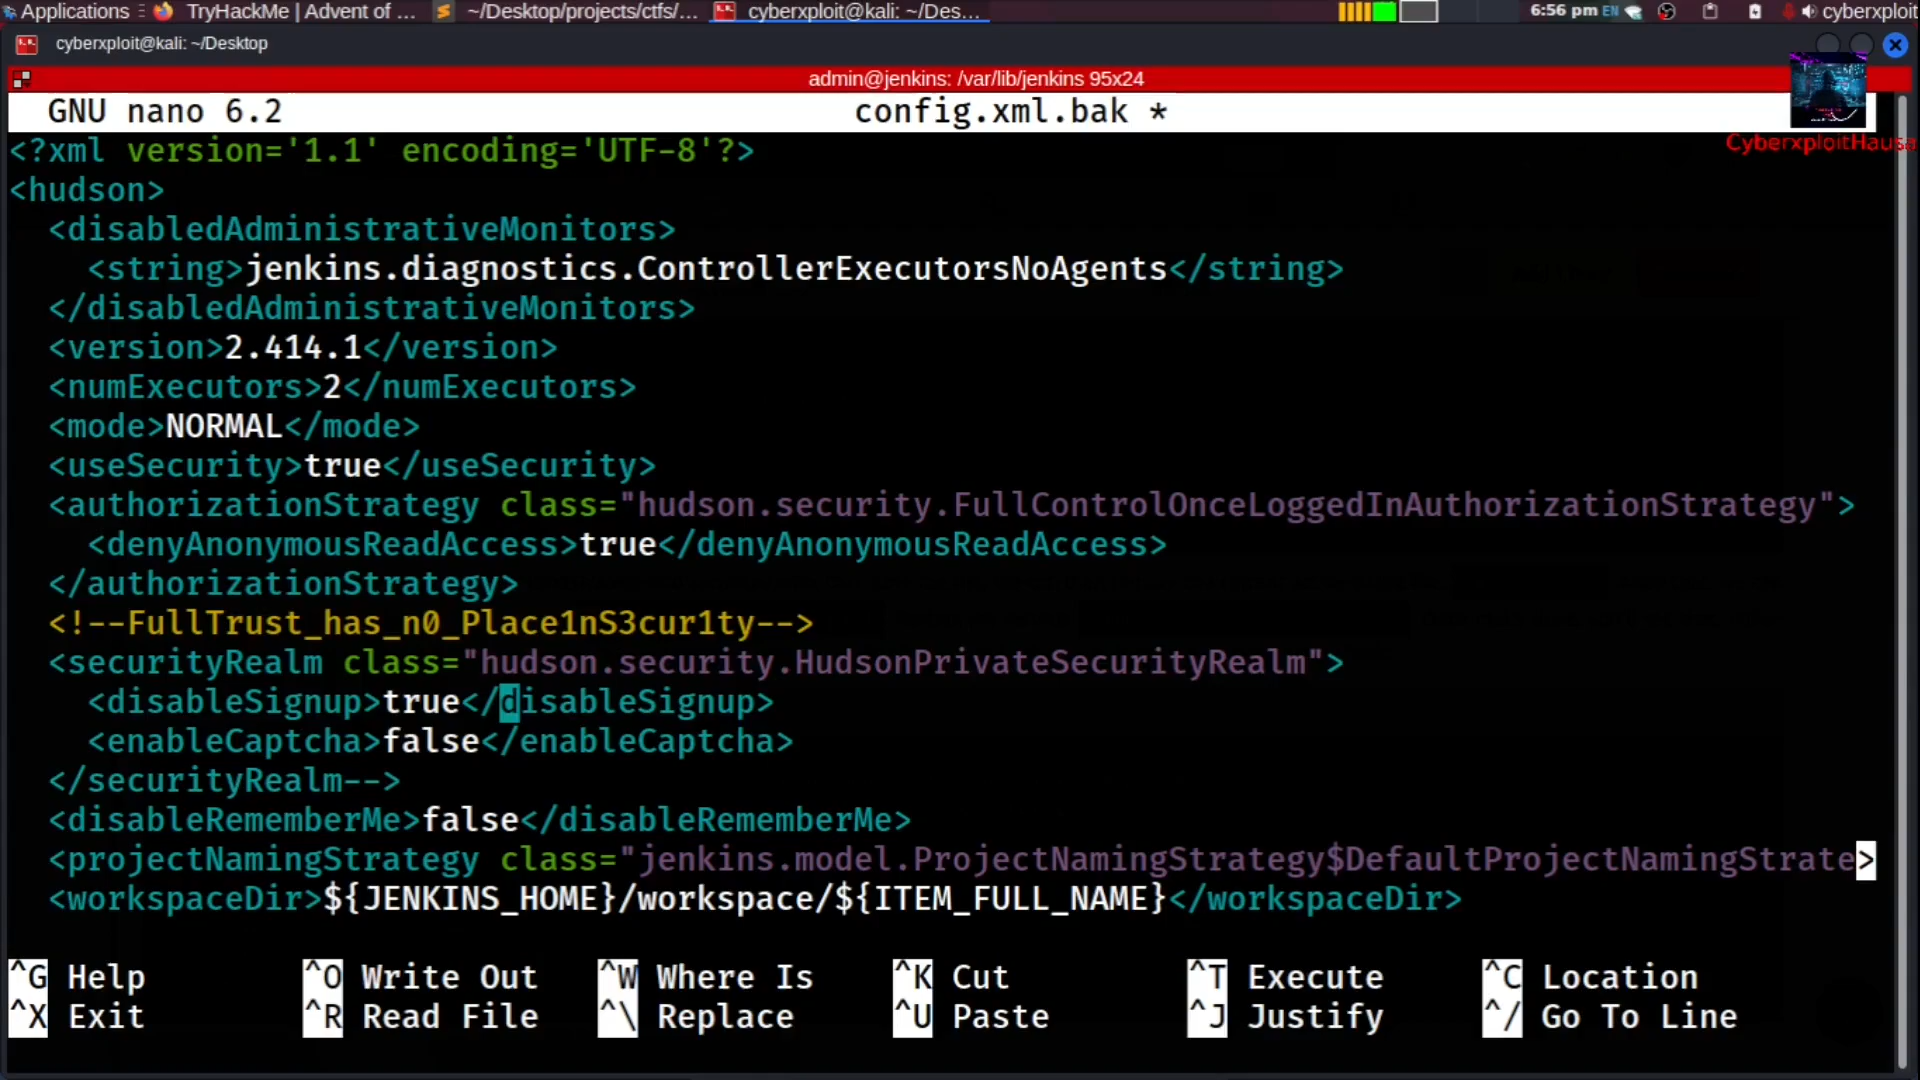 Applications
TryHackMe | Advent of ...
~/Desktop/projects/ctfs/...
cyberxploit@kali: ~/Des...
6:56 pm EN
cyberxploit
cyberxploit@kali: ~/Desktop
admin@jenkins: /var/lib/jenkins 95x24
GNU nano 6.2 config.xml.bak *
CyberxploitHausa
<?xml version='1.1' encoding='UTF-8'?>
<hudson>
  <disabledAdministrativeMonitors>
    <string>jenkins.diagnostics.ControllerExecutorsNoAgents</string>
  </disabledAdministrativeMonitors>
  <version>2.414.1</version>
  <numExecutors>2</numExecutors>
  <mode>NORMAL</mode>
  <useSecurity>true</useSecurity>
  <authorizationStrategy class="hudson.security.FullControlOnceLoggedInAuthorizationStrategy">
    <denyAnonymousReadAccess>true</denyAnonymousReadAccess>
  </authorizationStrategy>
  <!--FullTrust_has_n0_Place1nS3cur1ty-->
  <securityRealm class="hudson.security.HudsonPrivateSecurityRealm">
    <disableSignup>true</disableSignup>
    <enableCaptcha>false</enableCaptcha>
  </securityRealm-->
  <disableRememberMe>false</disableRememberMe>
  <projectNamingStrategy class="jenkins.model.ProjectNamingStrategy$DefaultProjectNamingStrate>
  <workspaceDir>${JENKINS_HOME}/workspace/${ITEM_FULL_NAME}</workspaceDir>
^G Help ^O Write Out ^W Where Is ^K Cut ^T Execute ^C Location
^X Exit ^R Read File ^\ Replace ^U Paste ^J Justify ^/ Go To Line